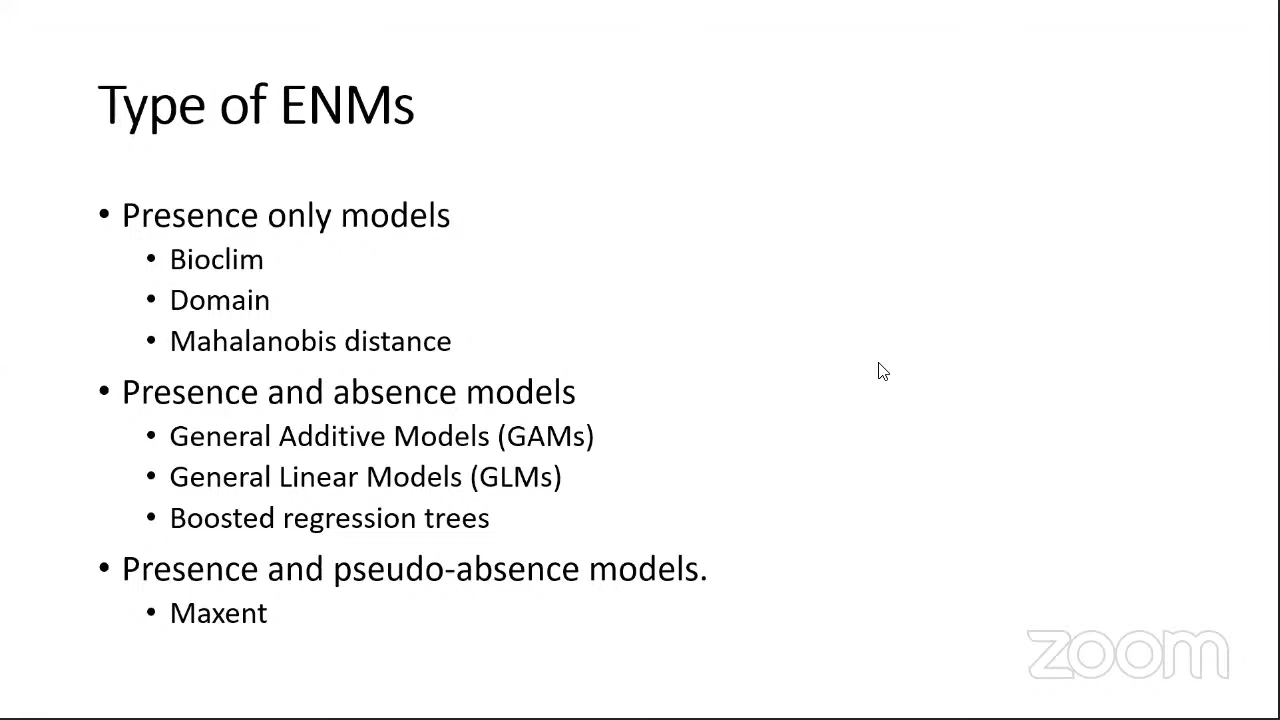 Type of ENMs
• Presence only models
• Bioclim
• Domain
• Mahalanobis distance
• Presence and absence models
• General Additive Models (GAMs)
• General Linear Models (GLMs)
• Boosted regression trees
• Presence and pseudo-absence models.
• Maxent
zoom